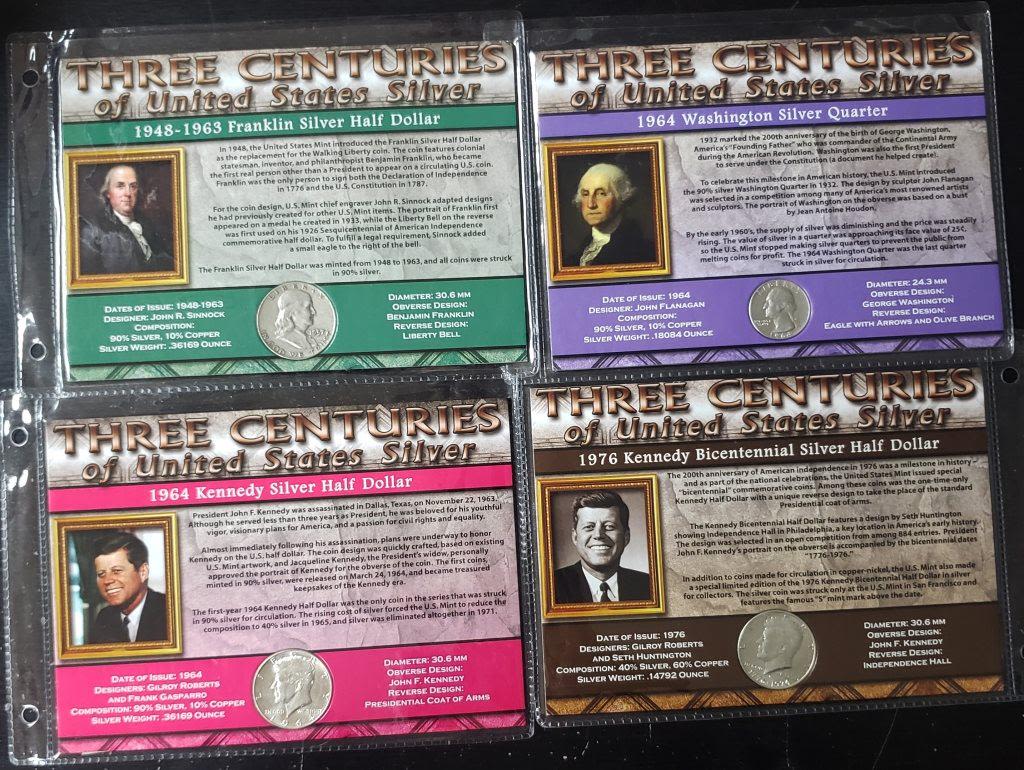 THREE CENTURIES
of United States Silver
1948-1963 Franklin Silver Half Dollar
In 1948, the United States Mint introduced the Franklin Silver Half Dollar
as the replacement for the Walking Liberty coin. The coin features colonial
statesman, inventor, and philanthropist Benjamin Franklin, who became
the first real person other than a President to appear on a circulating U.S. coin.
Franklin was the only person to sign both the Declaration of Independence
in 1776 and the U.S. Constitution in 1787.
For the coin design, U.S. Mint chief engraver John R. Sinnock adapted designs
he had previously created for other U.S. Mint items. The portrait of Franklin first
appeared on a medal he created in 1933, while the Liberty Bell on the reverse
was first used on his 1926 Sesquicentennial of American Independence
commemorative half dollar. To fulfill a legal requirement, Sinnock added
a small eagle to the right of the bell.
The Franklin Silver Half Dollar was minted from 1948 to 1963, and all coins were struck
in 90% silver.
DATES OF ISSUE: 1948-1963
DESIGNER: JOHN R. SINNOCK
COMPOSITION:
90% SILVER, 10% COPPER
SILVER WEIGHT: .36169 OUNCE
LIBERTY
DIAMETER: 30.6 MM
OBVERSE DESIGN:
BENJAMIN FRANKLIN
REVERSE DESIGN:
LIBERTY BELL
THREE CENTURIES
of United States Silver
1964 Washington Silver Quarter
1932 marked the 200th anniversary of the birth of George Washington,
America's "Founding Father" who was commander of the Continental Army
during the American Revolution. Washington was also the first President
to serve under the Constitution (a document he helped create).
To celebrate this milestone in American history, the U.S. Mint introduced
the 90% silver Washington Quarter in 1932. The design by sculptor John Flanagan
was selected in a competition among many of America's most renowned artists
and sculptors. The portrait of Washington on the obverse was based on a bust
by Jean Antoine Houdon.
By the early 1960's, the supply of silver was diminishing and the price was steadily
rising. The value of silver in a quarter was approaching its face value of 25¢,
so the U.S. Mint stopped making silver quarters to prevent the public from
melting coins for profit. The 1964 Washington Quarter was the last quarter
struck in silver for circulation.
DATE OF ISSUE: 1964
DESIGNER: JOHN FLANAGAN
COMPOSITION:
90% SILVER, 10% COPPER
SILVER WEIGHT: .18084 OUNCE
LIBERTY
DIAMETER: 24.3 MM
OBVERSE DESIGN:
GEORGE WASHINGTON
REVERSE DESIGN:
EAGLE WITH ARROWS AND OLIVE BRANCH
THREE CENTURIES
of United States Silver
1964 Kennedy Silver Half Dollar
President John F. Kennedy was assassinated in Dallas, Texas, on November 22, 1963.
Although he served less than three years as President, he was beloved for his youthful
vigor, visionary plans for America, and a passion for civil rights and equality.
Almost immediately following his assassination, plans were underway to honor
Kennedy on the U.S. half dollar. The coin design was quickly crafted, based on existing
U.S. Mint artwork, and Jacqueline Kennedy, the President's widow, personally
approved the portrait of Kennedy for the obverse of the coin. The first coins,
minted in 90% silver, were released on March 24, 1964, and became treasured
keepsakes of the Kennedy era.
The first-year 1964 Kennedy Half Dollar was the only coin in the series that was struck
in 90% silver for circulation. The rising cost of silver forced the U.S. Mint to reduce the
composition to 40% silver in 1965, and silver was eliminated altogether in 1971.
DATE OF ISSUE: 1964
DESIGNERS: GILROY ROBERTS
AND FRANK GASPARRO
COMPOSITION: 90% SILVER, 10% COPPER
SILVER WEIGHT: .36169 OUNCE
DIAMETER: 30.6 MM
OBVERSE DESIGN:
JOHN F. KENNEDY
REVERSE DESIGN:
PRESIDENTIAL COAT OF ARMS
THREE CENTURIES
of United States Silver
1976 Kennedy Bicentennial Silver Half Dollar
The 200th anniversary of American independence in 1976 was a milestone in history –
and as part of the national celebrations, the United States Mint issued special
"bicentennial" commemorative coins. Among these coins was the one-time-only
Kennedy Half Dollar with a unique reverse design to take the place of the standard
Presidential coat of arms.
The Kennedy Bicentennial Half Dollar features a design by Seth Huntington
showing Independence Hall in Philadelphia, a key location in America's early history.
The design was selected in an open competition from among 884 entries. President
John F. Kennedy's portrait on the obverse is accompanied by the bicentennial dates
"1776-1976."
In addition to coins made for circulation in copper-nickel, the U.S. Mint also made
a special limited edition of the 1976 Kennedy Bicentennial Half Dollar in silver
for collectors. The silver coin was struck only at the U.S. Mint in San Francisco and
features the famous "S" mint mark above the date.
DATE OF ISSUE: 1976
DESIGNERS: GILROY ROBERTS
AND SETH HUNTINGTON
COMPOSITION: 40% SILVER, 60% COPPER
SILVER WEIGHT: .14792 OUNCE
DIAMETER: 30.6 MM
OBVERSE DESIGN:
JOHN F. KENNEDY
REVERSE DESIGN:
INDEPENDENCE HALL